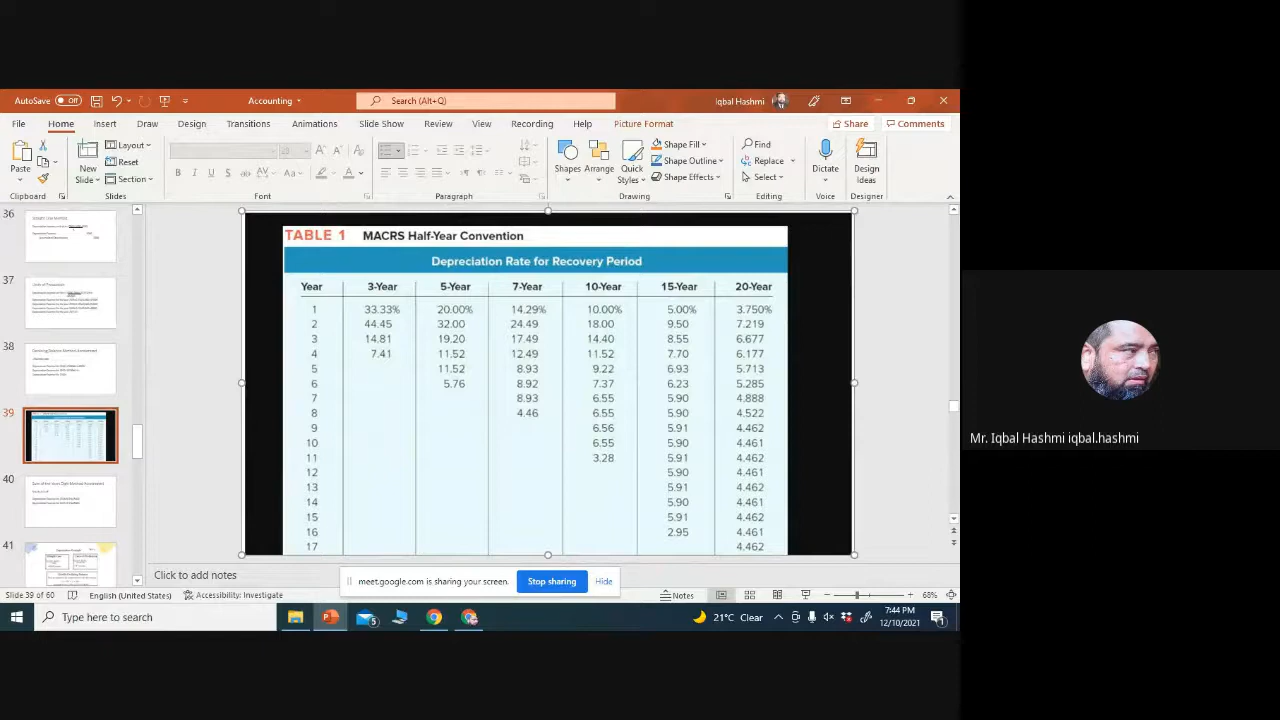 AutoSave Off
Accounting
Search (Alt+Q)
Iqbal Hashmi
File Home Insert Draw Design Transitions Animations Slide Show Review View Recording Help Picture Format Share Comments
Paste
New Slide
Layout
Reset
Section
Shapes
Arrange
Quick Styles
Shape Fill
Shape Outline
Shape Effects
Find
Replace
Select
Dictate
Design Ideas
Clipboard Slides Font Paragraph Drawing Editing Voice Designer
36
37
38
39
40
41
TABLE 1 MACRS Half-Year Convention
Depreciation Rate for Recovery Period
Year 3-Year 5-Year 7-Year 10-Year 15-Year 20-Year
1 33.33% 20.00% 14.29% 10.00% 5.00% 3.750%
2 44.45 32.00 24.49 18.00 9.50 7.219
3 14.81 19.20 17.49 14.40 8.55 6.677
4 7.41 11.52 12.49 11.52 7.70 6.177
5 11.52 8.93 9.22 6.93 5.713
6 5.76 8.92 7.37 6.23 5.285
7 8.93 6.55 5.90 4.888
8 4.46 6.55 5.90 4.522
9 6.56 5.91 4.462
10 6.55 5.90 4.461
11 3.28 5.91 4.462
12 5.90 4.461
13 5.91 4.462
14 5.90 4.461
15 5.91 4.462
16 2.95 4.461
17 4.462
Click to add notes
meet.google.com is sharing your screen. Stop sharing Hide
Slide 39 of 60 English (United States) Accessibility: Investigate Notes 68%
Type here to search
5
21°C Clear
7:44 PM
12/10/2021
1
Mr. Iqbal Hashmi iqbal.hashmi